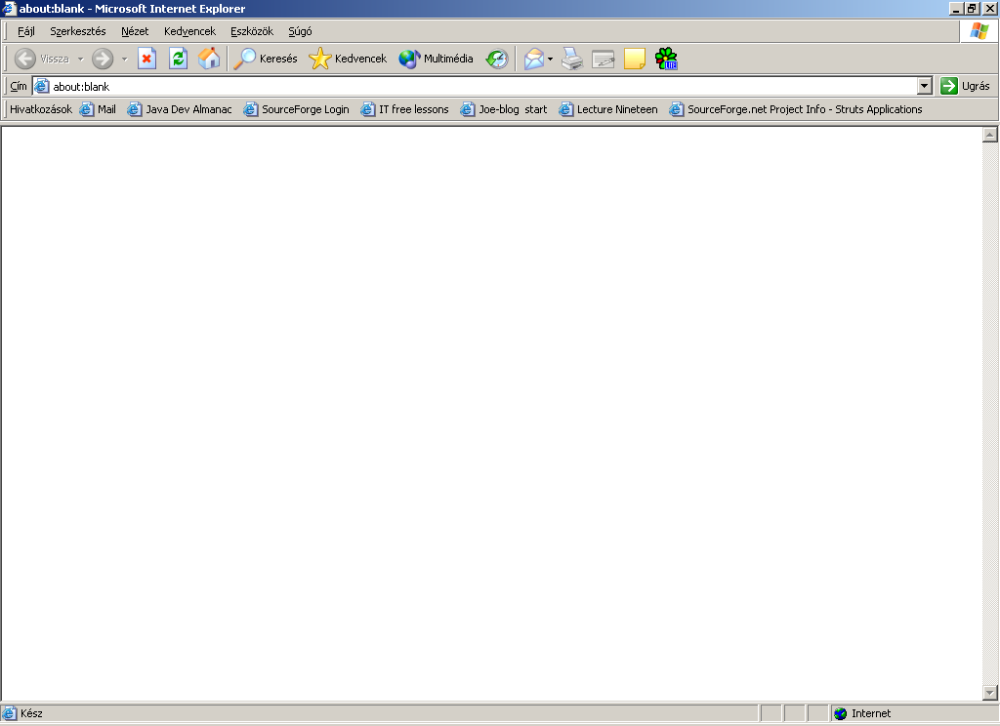 about:blank - Microsoft Internet Explorer
Fájl Szerkesztés Nézet Kedvencek Eszközök Súgó
Vissza Keresés Kedvencek Multimédia
Cím about:blank Ugrás
Hivatkozások Mail Java Dev Almanac SourceForge Login IT free lessons Joe-blog start Lecture Nineteen SourceForge.net Project Info - Struts Applications
Kész Internet